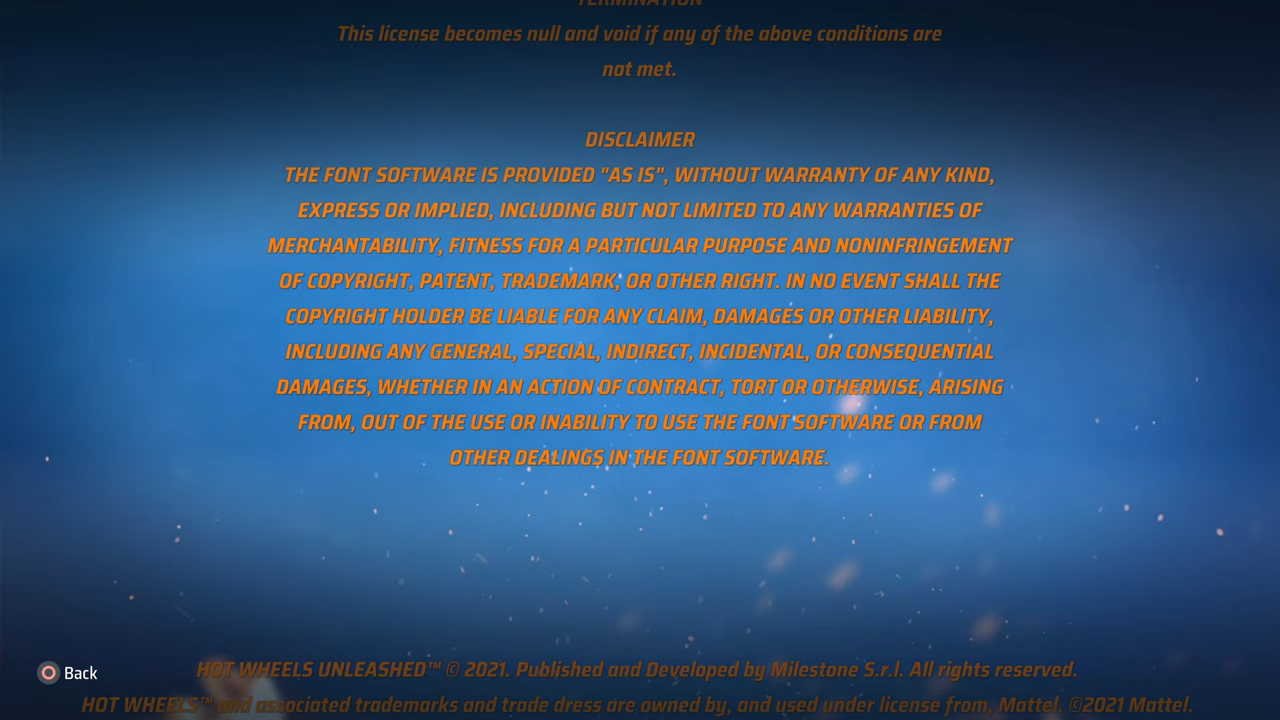 TERMINATION
This license becomes null and void if any of the above conditions are
not met.
DISCLAIMER
THE FONT SOFTWARE IS PROVIDED "AS IS", WITHOUT WARRANTY OF ANY KIND,
EXPRESS OR IMPLIED, INCLUDING BUT NOT LIMITED TO ANY WARRANTIES OF
MERCHANTABILITY, FITNESS FOR A PARTICULAR PURPOSE AND NONINFRINGEMENT
OF COPYRIGHT, PATENT, TRADEMARK, OR OTHER RIGHT. IN NO EVENT SHALL THE
COPYRIGHT HOLDER BE LIABLE FOR ANY CLAIM, DAMAGES OR OTHER LIABILITY,
INCLUDING ANY GENERAL, SPECIAL, INDIRECT, INCIDENTAL, OR CONSEQUENTIAL
DAMAGES, WHETHER IN AN ACTION OF CONTRACT, TORT OR OTHERWISE, ARISING
FROM, OUT OF THE USE OR INABILITY TO USE THE FONT SOFTWARE OR FROM
OTHER DEALINGS IN THE FONT SOFTWARE.
HOT WHEELS UNLEASHED™ © 2021. Published and Developed by Milestone S.r.l. All rights reserved.
Back
HOT WHEELS™ and associated trademarks and trade dress are owned by, and used under license from, Mattel. ©2021 Mattel.